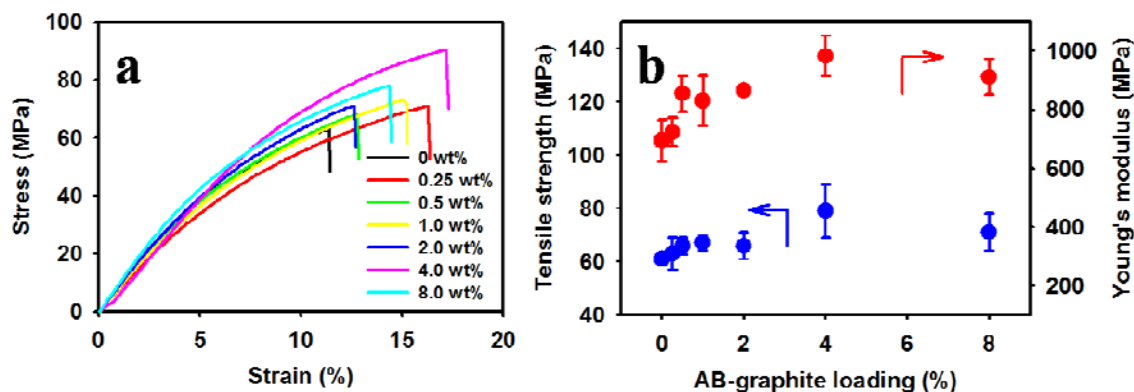 a
Stress (MPa)
100
80
60
40
20
0
0 wt%
0.25 wt%
0.5 wt%
1.0 wt%
2.0 wt%
4.0 wt%
8.0 wt%
0 5 10 15 20
Strain (%)
b
Tensile strength (MPa)
140
120
100
80
60
40
1000
800
600
400
200
Young's modulus (MPa)
0 2 4 6 8
AB-graphite loading (%)